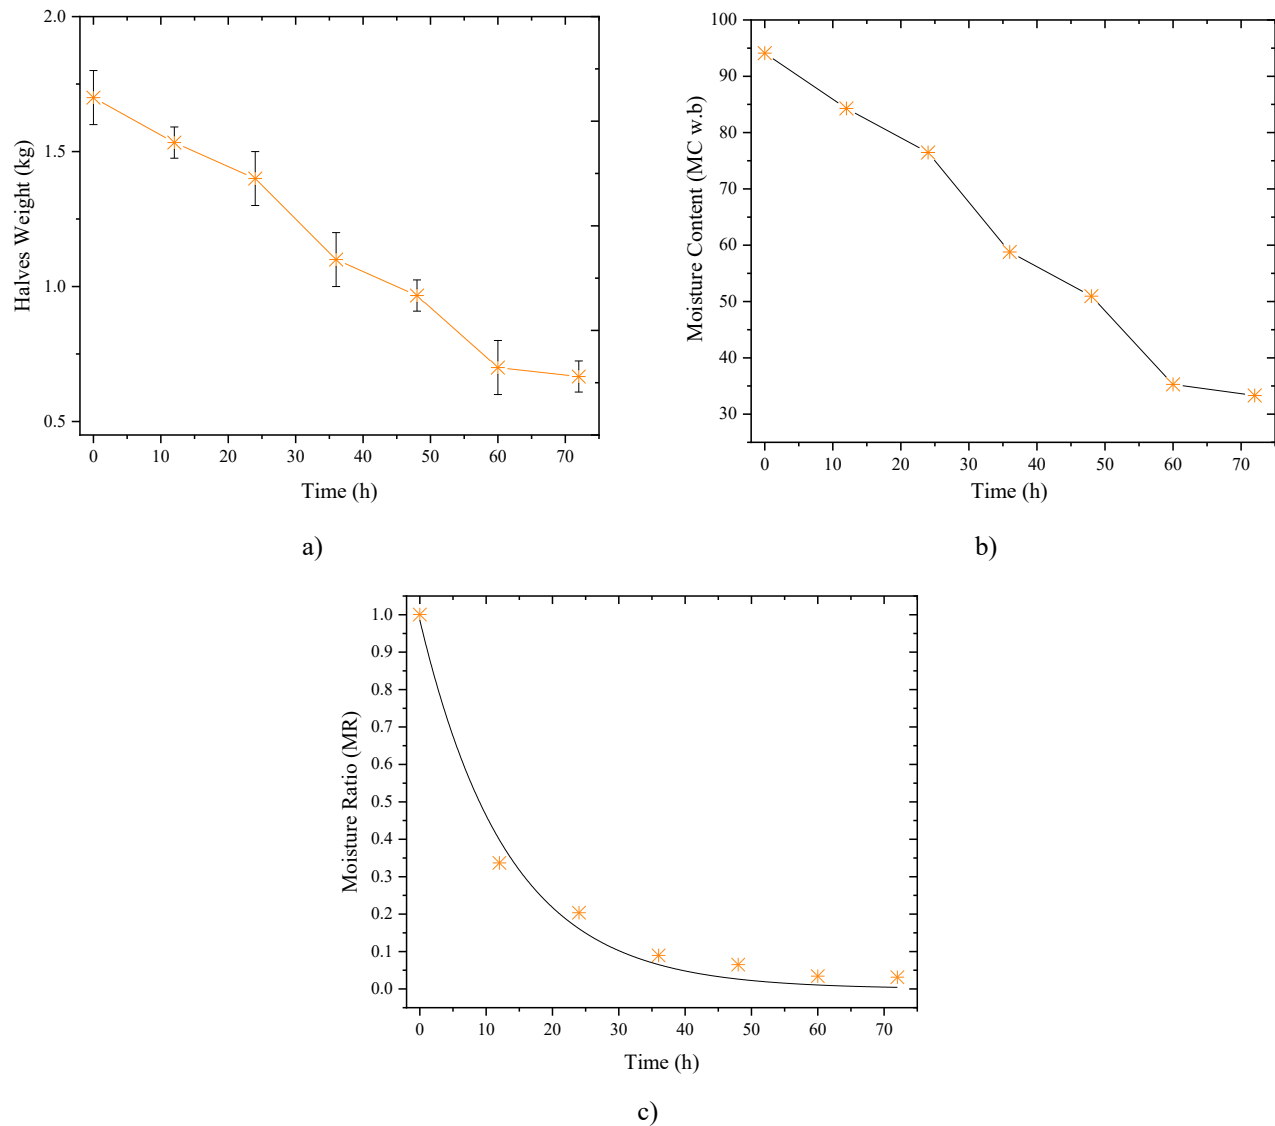 2.0
1.5
1.0
0.5
Halves Weight (kg)
0 10 20 30 40 50 60 70
Time (h)
a)
100
90
80
70
60
50
40
30
Moisture Content (MC w.b)
0 10 20 30 40 50 60 70
Time (h)
b)
1.0
0.9
0.8
0.7
0.6
0.5
0.4
0.3
0.2
0.1
0.0
Moisture Ratio (MR)
0 10 20 30 40 50 60 70
Time (h)
c)